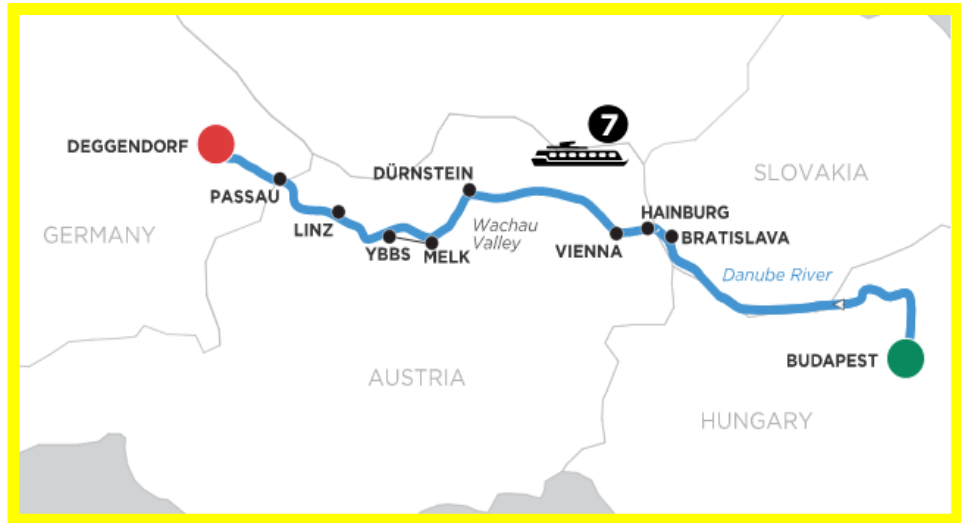 7
DEGGENDORF
DÜRNSTEIN
SLOVAKIA
PASSAU
HAINBURG
GERMANY
LINZ
Wachau
Valley
BRATISLAVA
YBBS
MELK
VIENNA
Danube River
BUDAPEST
AUSTRIA
HUNGARY